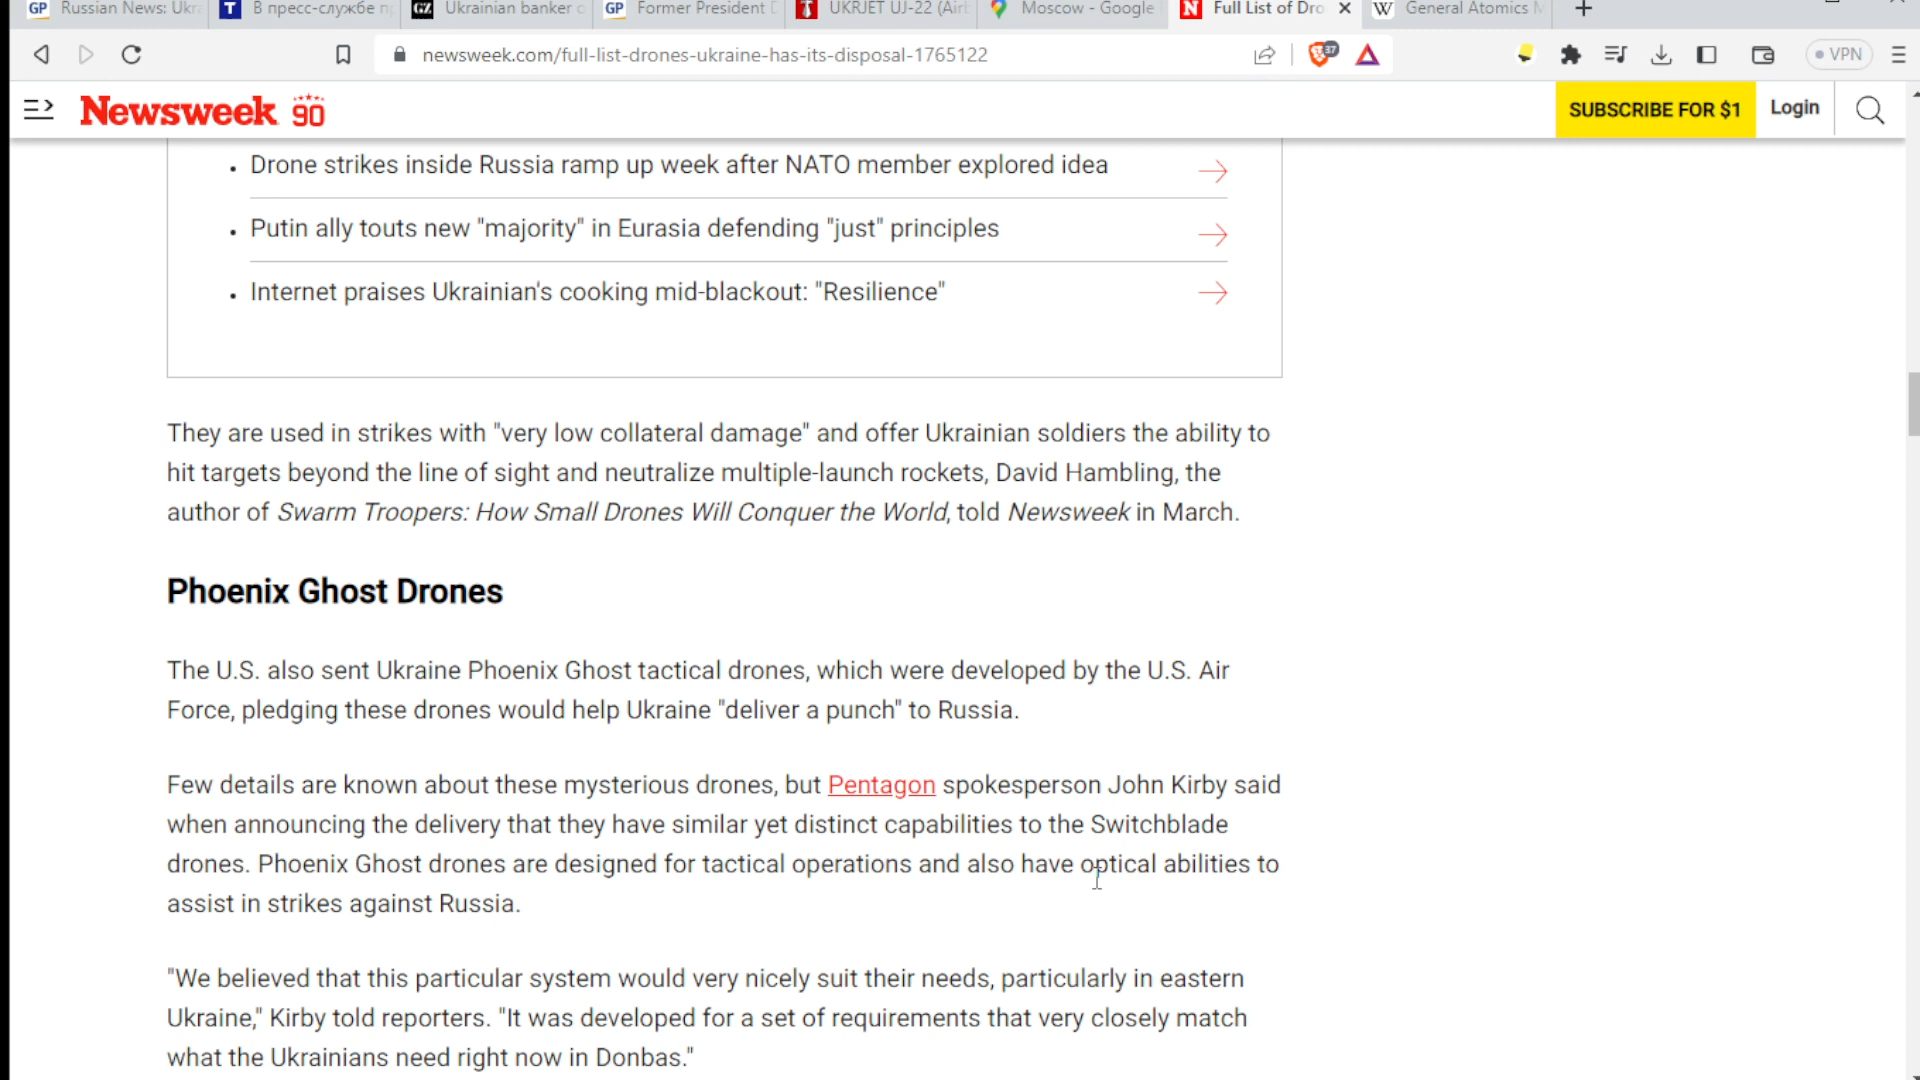 GP Russian News: Ukr
T В пресс-службе п
GZ Ukrainian banker
GP Former President
UKRJET UJ-22 (Air
Moscow - Google
N Full List of Dro
W General Atomics
newsweek.com/full-list-drones-ukraine-has-its-disposal-1765122
37
VPN
Newsweek 90
SUBSCRIBE FOR $1
Login
Drone strikes inside Russia ramp up week after NATO member explored idea
Putin ally touts new "majority" in Eurasia defending "just" principles
Internet praises Ukrainian's cooking mid-blackout: "Resilience"
They are used in strikes with "very low collateral damage" and offer Ukrainian soldiers the ability to
hit targets beyond the line of sight and neutralize multiple-launch rockets, David Hambling, the
author of Swarm Troopers: How Small Drones Will Conquer the World, told Newsweek in March.
Phoenix Ghost Drones
The U.S. also sent Ukraine Phoenix Ghost tactical drones, which were developed by the U.S. Air
Force, pledging these drones would help Ukraine "deliver a punch" to Russia.
Few details are known about these mysterious drones, but Pentagon spokesperson John Kirby said
when announcing the delivery that they have similar yet distinct capabilities to the Switchblade
drones. Phoenix Ghost drones are designed for tactical operations and also have optical abilities to
assist in strikes against Russia.
"We believed that this particular system would very nicely suit their needs, particularly in eastern
Ukraine," Kirby told reporters. "It was developed for a set of requirements that very closely match
what the Ukrainians need right now in Donbas."